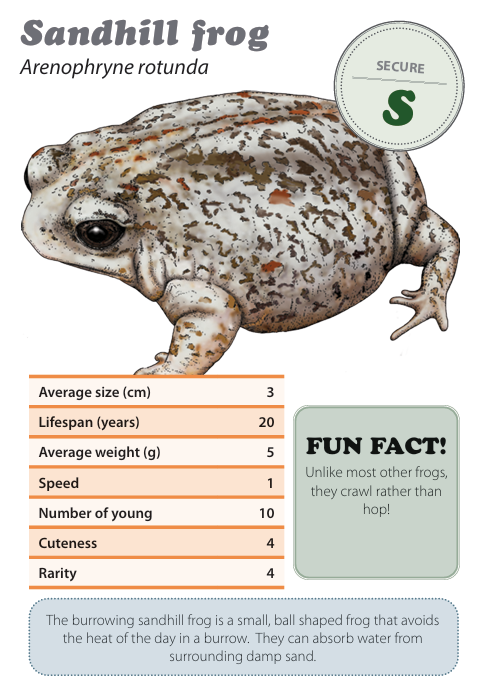 Sandhill frog
Arenophryne rotunda
SECURE
S
Average size (cm) 3
Lifespan (years) 20
Average weight (g) 5
Speed 1
Number of young 10
Cuteness 4
Rarity 4
FUN FACT!
Unlike most other frogs,
they crawl rather than
hop!
The burrowing sandhill frog is a small, ball shaped frog that avoids
the heat of the day in a burrow. They can absorb water from
surrounding damp sand.